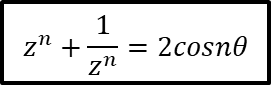 zⁿ + 1/zⁿ = 2cosnθ